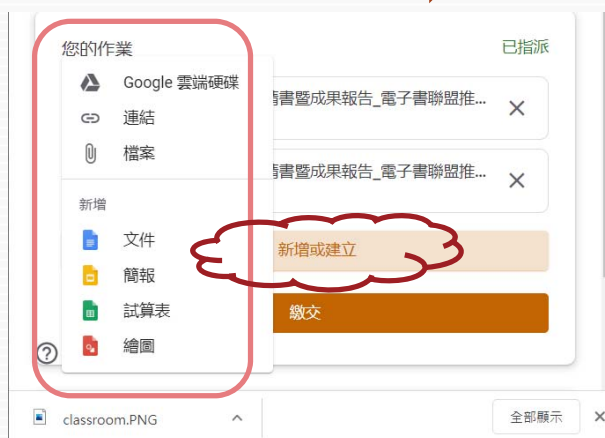 您的作業
已指派
Google 雲端硬碟
連結
檔案
書暨成果報告_電子書聯盟推...
新增
書暨成果報告_電子書聯盟推...
文件
簡報
試算表
繪圖
新增或建立
繳交
classroom.PNG
全部顯示